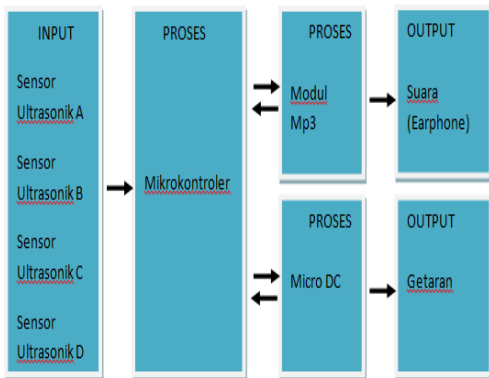 INPUT
Sensor
Ultrasonik A
Sensor
Ultrasonik B
Sensor
Ultrasonik C
Sensor
Ultrasonik D
PROSES
Mikrokontroler
PROSES
Modul
Mp3
OUTPUT
Suara
(Earphone)
PROSES
Micro DC
OUTPUT
Getaran